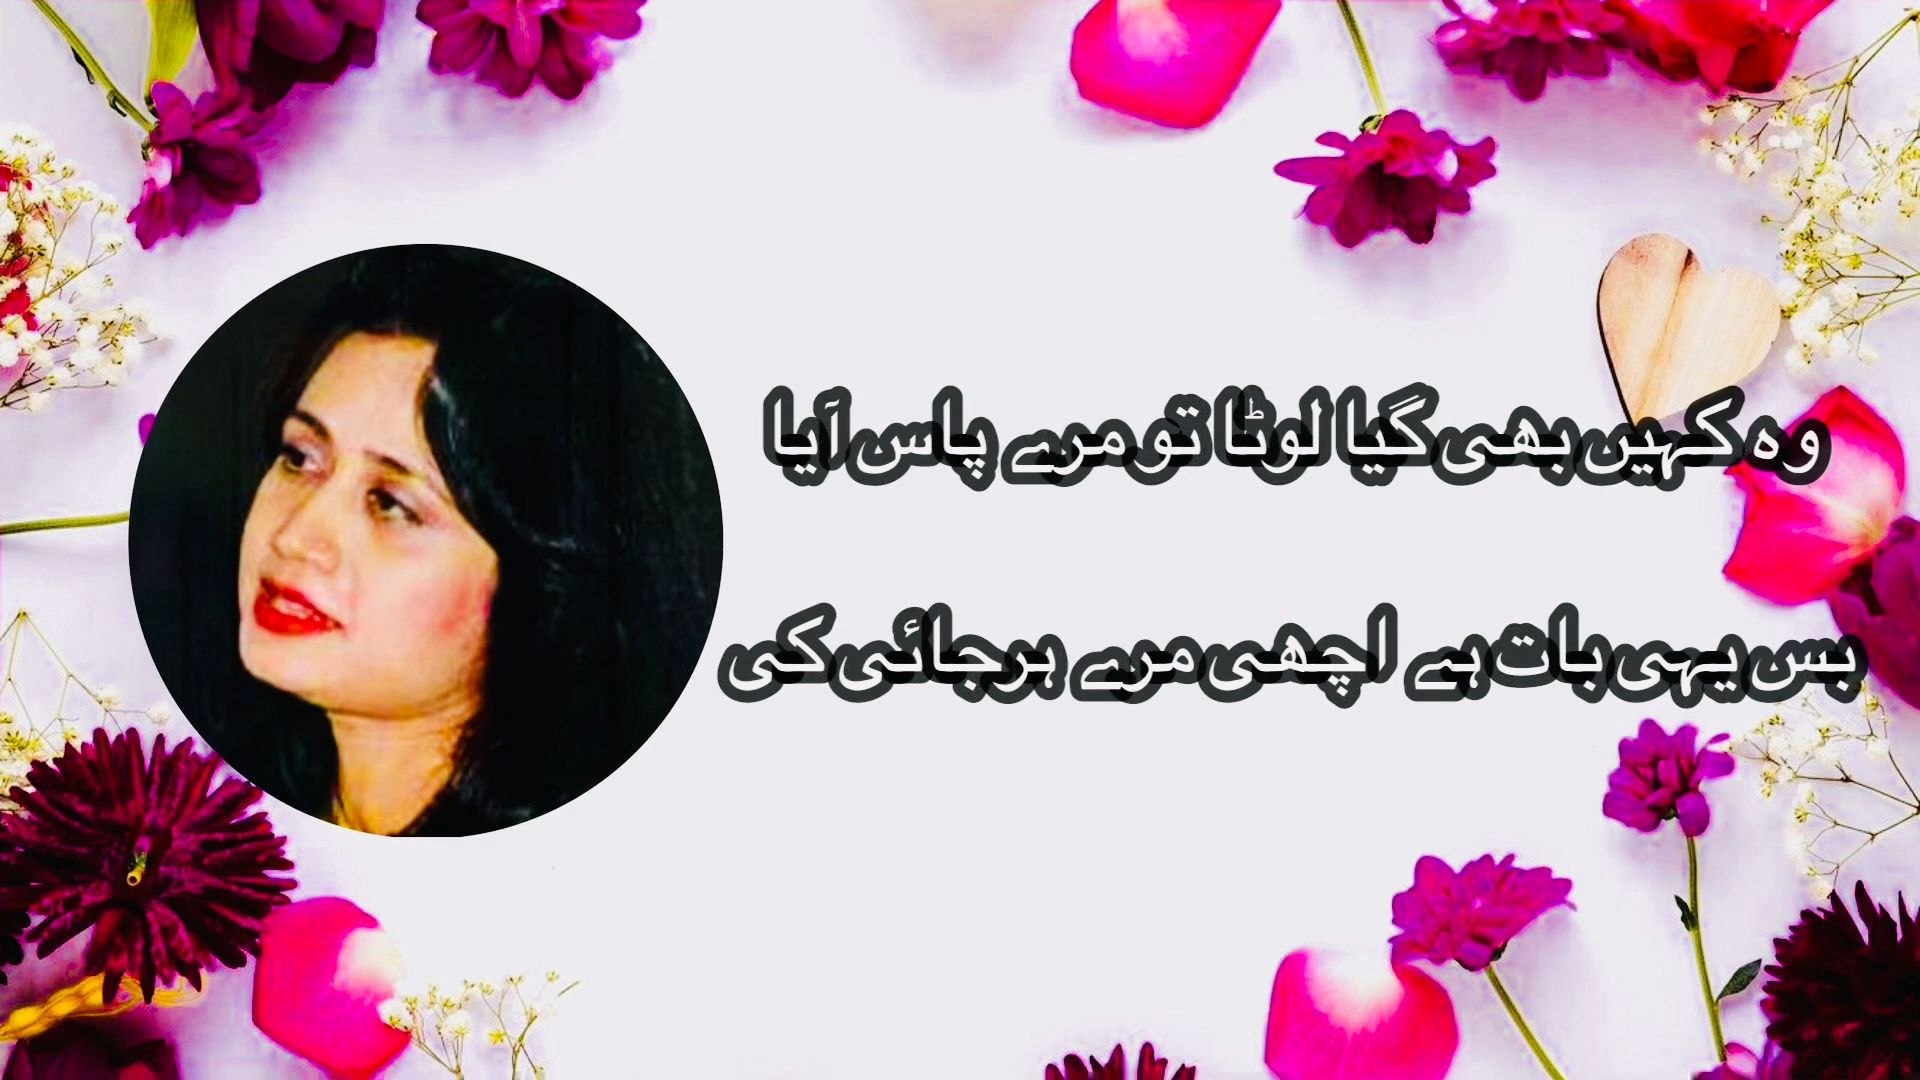 وہ کہیں بھی گیا لوٹا تو مرے پاس آیا
بس یہی بات ہے اچھی مرے ہرجائی کی